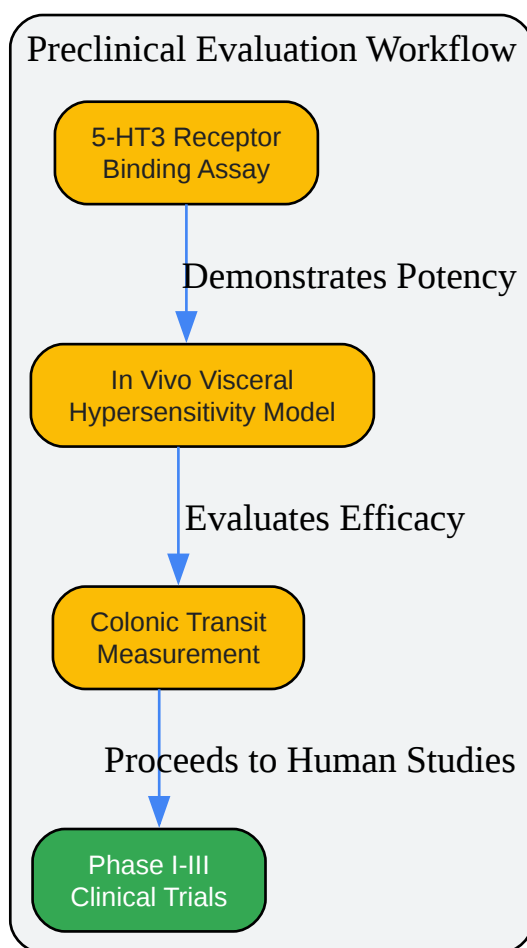 Preclinical Evaluation Workflow
5-HT3 Receptor
Binding Assay
Demonstrates Potency
In Vivo Visceral
Hypersensitivity Model
Evaluates Efficacy
Colonic Transit
Measurement
Proceeds to Human Studies
Phase I-III
Clinical Trials